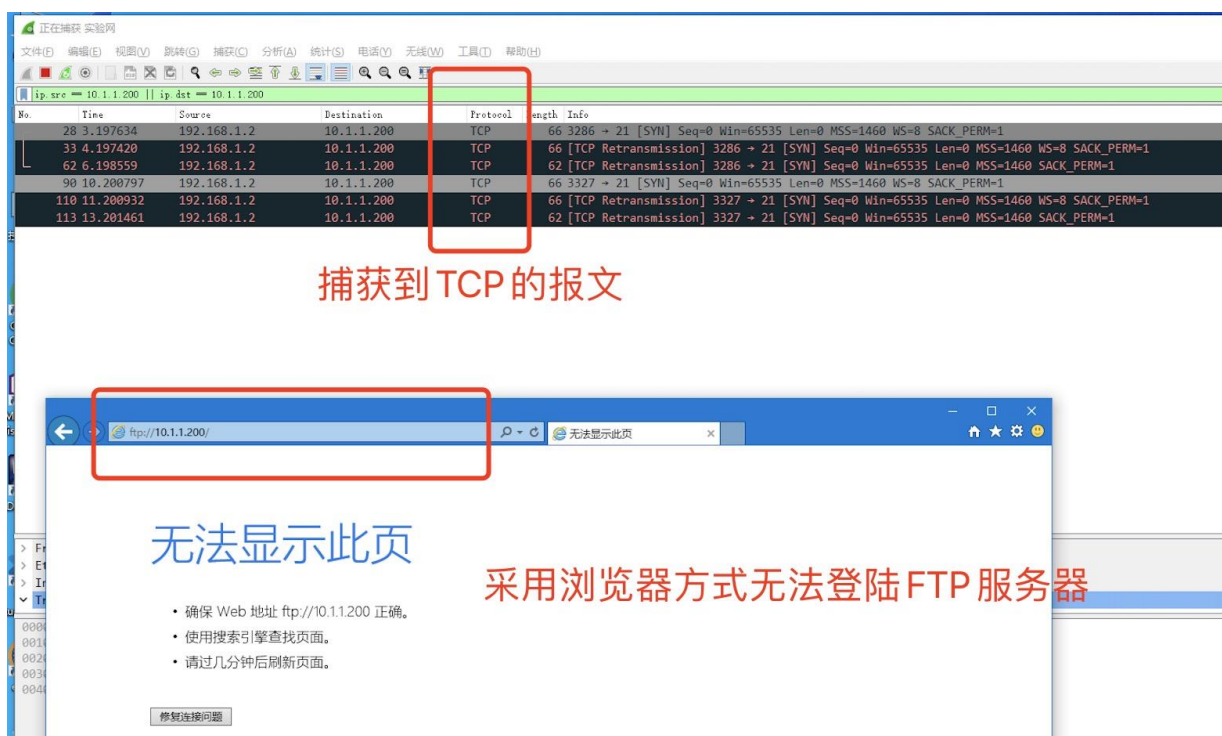 正在捕获 实验网
文件(F) 编辑(E) 视图(V) 跳转(G) 捕获(C) 分析(A) 统计(S) 电话(Y) 无线(W) 工具(T) 帮助(H)
ip.src == 10.1.1.200 || ip.dst == 10.1.1.200
No. Time Source Destination Protocol Length Info
28 3.197634 192.168.1.2 10.1.1.200 TCP 66 3286 → 21 [SYN] Seq=0 Win=65535 Len=0 MSS=1460 WS=8 SACK_PERM=1
33 4.197420 192.168.1.2 10.1.1.200 TCP 66 [TCP Retransmission] 3286 → 21 [SYN] Seq=0 Win=65535 Len=0 MSS=1460 WS=8 SACK_PERM=1
62 6.198559 192.168.1.2 10.1.1.200 TCP 62 [TCP Retransmission] 3286 → 21 [SYN] Seq=0 Win=65535 Len=0 MSS=1460 SACK_PERM=1
90 10.200797 192.168.1.2 10.1.1.200 TCP 66 3327 → 21 [SYN] Seq=0 Win=65535 Len=0 MSS=1460 WS=8 SACK_PERM=1
110 11.200932 192.168.1.2 10.1.1.200 TCP 66 [TCP Retransmission] 3327 → 21 [SYN] Seq=0 Win=65535 Len=0 MSS=1460 WS=8 SACK_PERM=1
113 13.201461 192.168.1.2 10.1.1.200 TCP 62 [TCP Retransmission] 3327 → 21 [SYN] Seq=0 Win=65535 Len=0 MSS=1460 SACK_PERM=1
捕获到TCP的报文
ftp://10.1.1.200/ 无法显示此页
无法显示此页
采用浏览器方式无法登陆FTP服务器
• 确保 Web 地址 ftp://10.1.1.200 正确。
• 使用搜索引擎查找页面。
• 请过几分钟后刷新页面。
修复连接问题